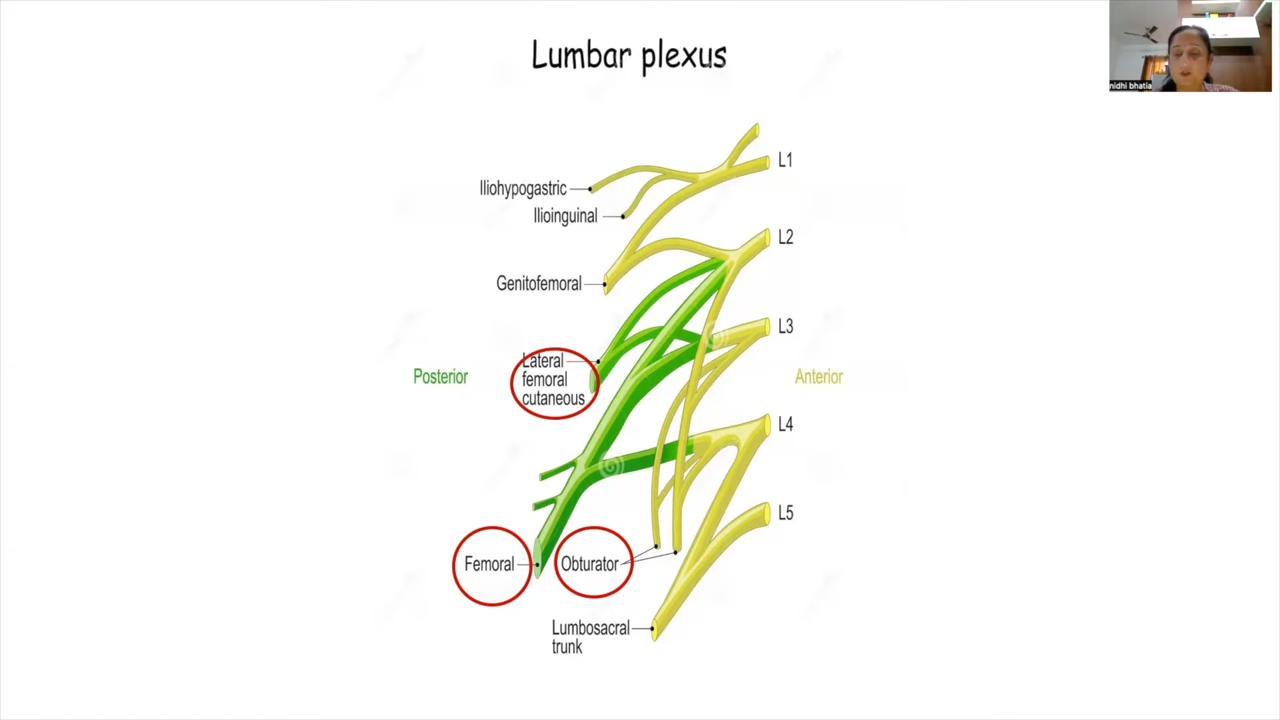 Lumbar plexus
nidhi bhatia
L1
Iliohypogastric
Ilioinguinal
L2
Genitofemoral
L3
Lateral
femoral
cutaneous
Posterior
Anterior
L4
L5
Femoral
Obturator
Lumbosacral
trunk